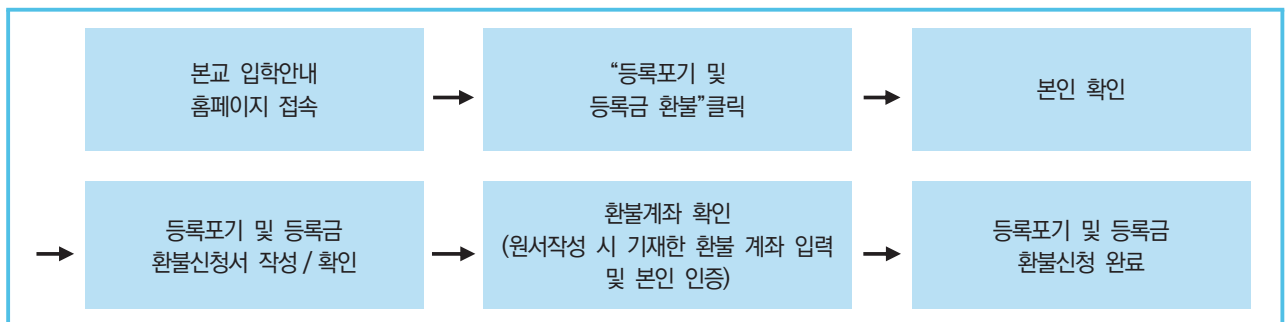 본교 입학안내
홈페이지 접속
“등록포기 및
등록금 환불”클릭
본인 확인
등록포기 및 등록금
환불신청서 작성 / 확인
환불계좌 확인
(원서작성 시 기재한 환불 계좌 입력
및 본인 인증)
등록포기 및 등록금
환불신청 완료